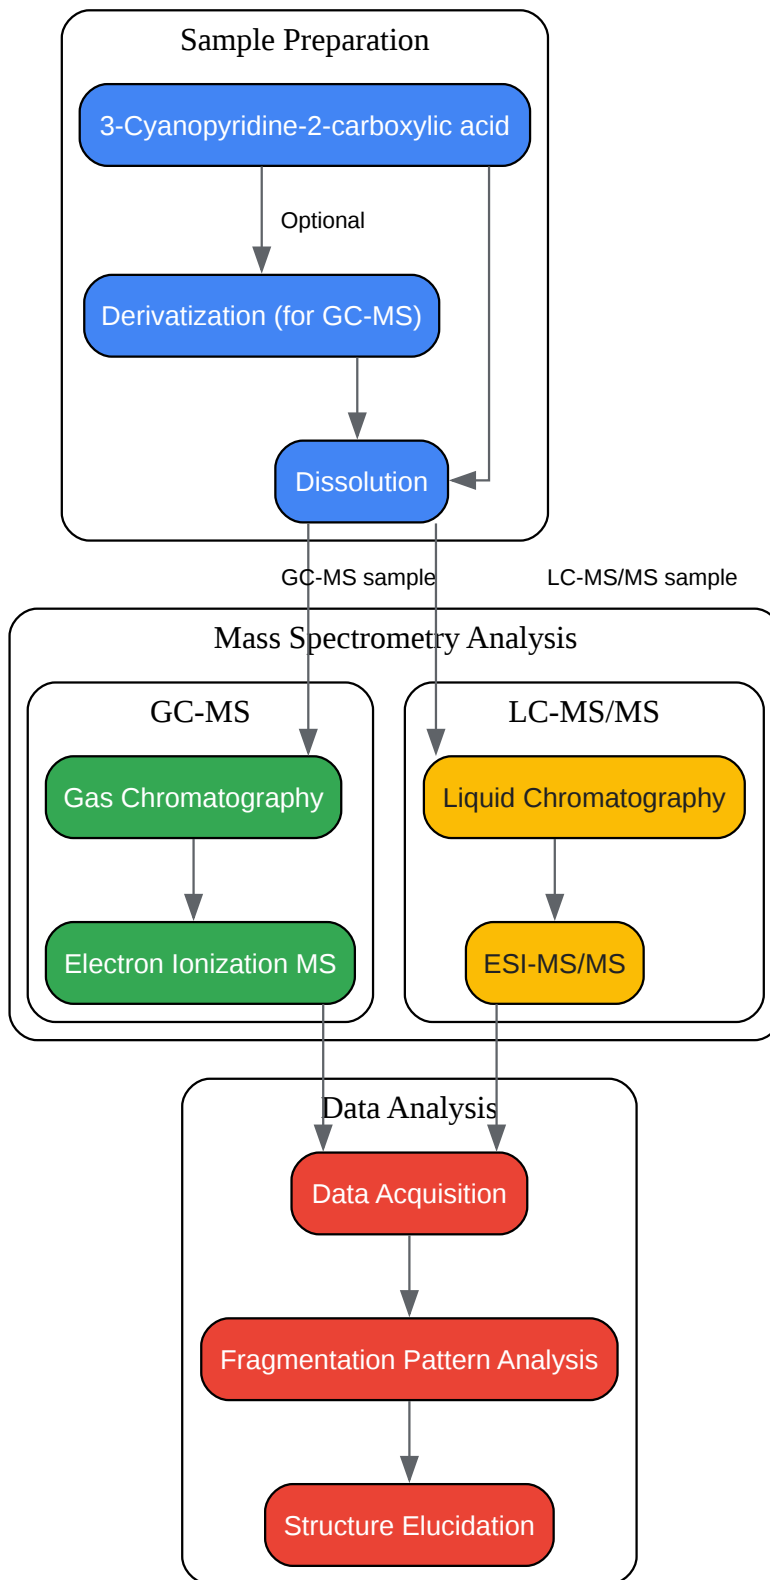 Sample Preparation
3-Cyanopyridine-2-carboxylic acid
Optional
Derivatization (for GC-MS)
Dissolution
GC-MS sample
LC-MS/MS sample
Mass Spectrometry Analysis
GC-MS
LC-MS/MS
Gas Chromatography
Liquid Chromatography
Electron Ionization MS
ESI-MS/MS
Data Analysis
Data Acquisition
Fragmentation Pattern Analysis
Structure Elucidation